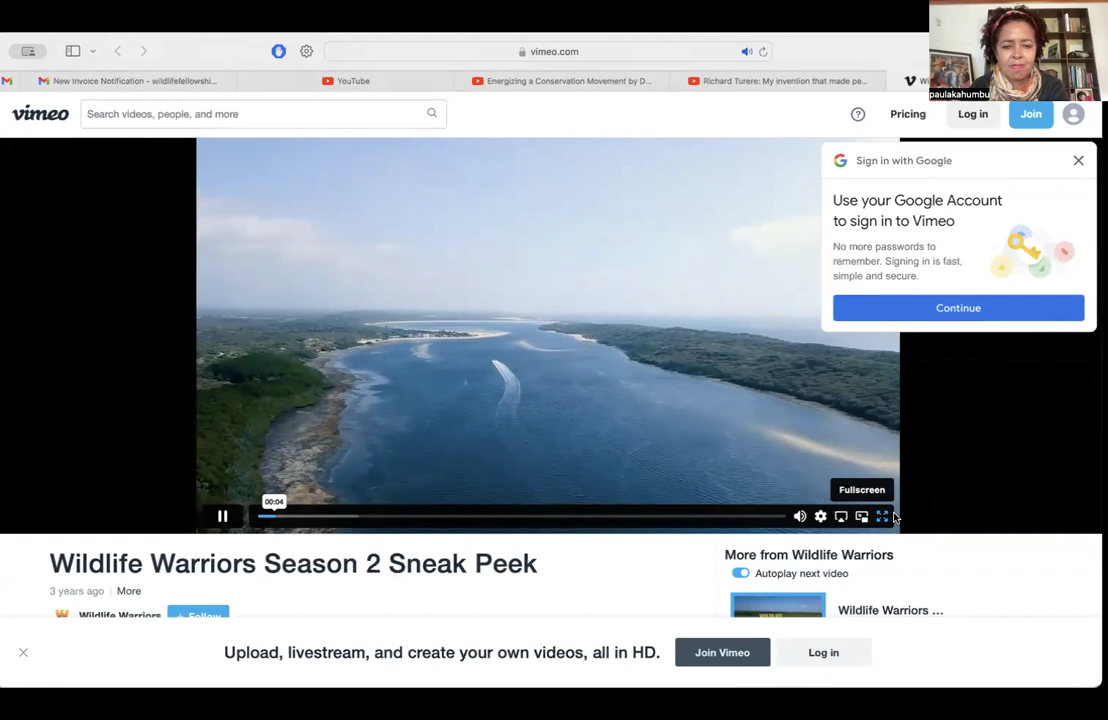 vimeo.com
New Invoice Notification - wildlifefellowshi...
YouTube
Energizing a Conservation Movement by D...
Richard Turere: My invention that made pe...
paulakahumbu
vimeo
Search videos, people, and more
Pricing
Log in
Join
Sign in with Google
Use your Google Account
to sign in to Vimeo
No more passwords to
remember. Signing in is fast,
simple and secure.
Continue
Fullscreen
00:04
Wildlife Warriors Season 2 Sneak Peek
3 years ago
More
Wildlife Warriors
+ Follow
More from Wildlife Warriors
Autoplay next video
Wildlife Warriors ...
Upload, livestream, and create your own videos, all in HD.
Join Vimeo
Log in